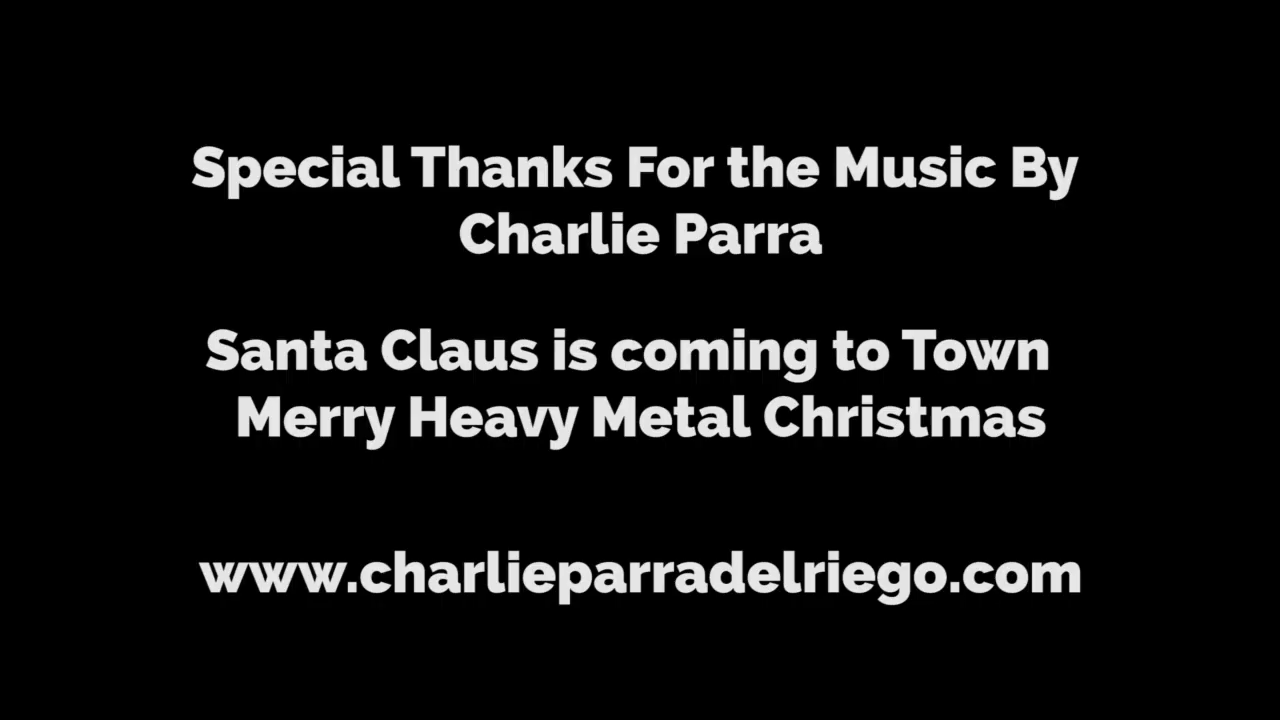 Special Thanks For the Music By
Charlie Parra
Santa Claus is coming to Town
Merry Heavy Metal Christmas
www.charlieparradelriego.com